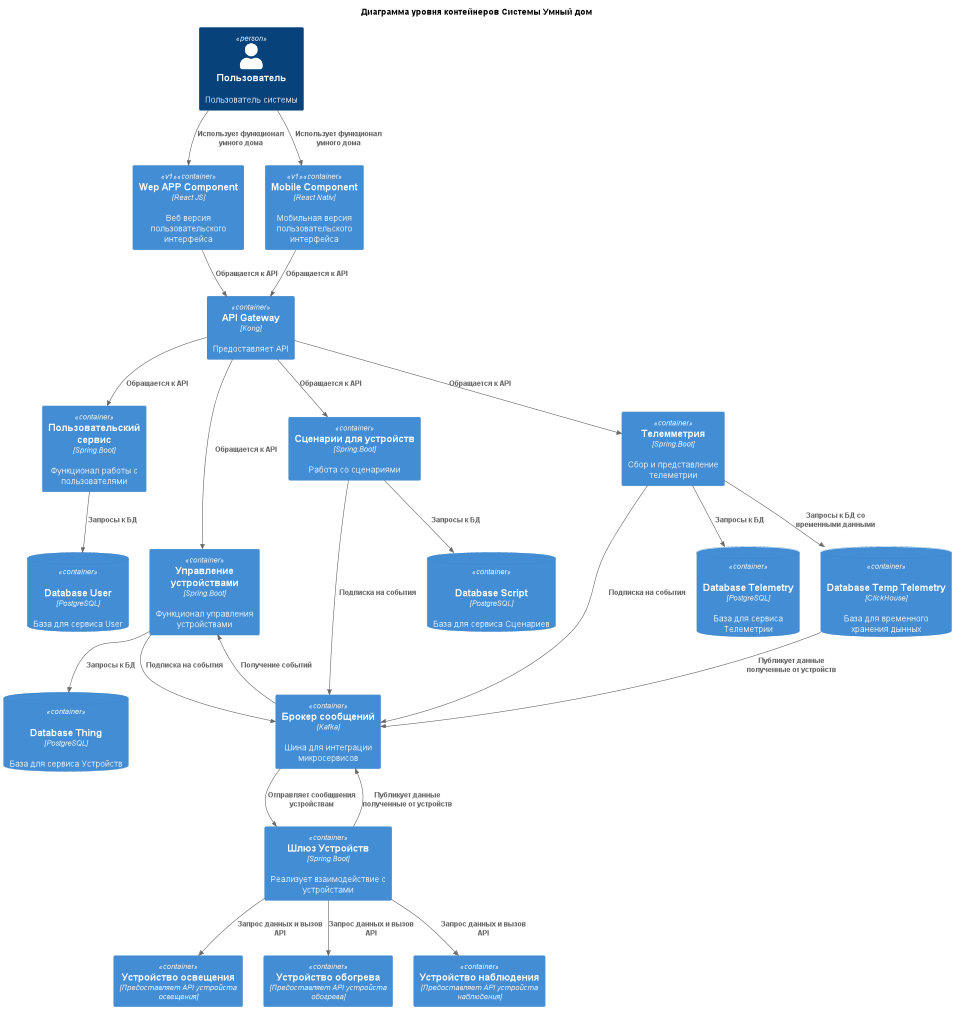 Диаграмма уровня контейнеров Системы Умный дом
«person»
Пользователь
Пользователь системы
Использует функционал
умного дома
Использует функционал
умного дома
«v1»«container»
Wep APP Component
[React JS]
Веб версия
пользовательского
интерфейса
«v1»«container»
Mobile Component
[React Nativ]
Мобильная версия
пользовательского
интерфейса
Обращается к API
Обращается к API
«container»
API Gateway
[Kong]
Предоставляет API
Обращается к API
Обращается к API
Обращается к API
Обращается к API
«container»
Пользовательский
сервис
[Spring.Boot]
Функционал работы с
пользователями
«container»
Сценарии для устройств
[Spring.Boot]
Работа со сценариями
«container»
Телемметрия
[Spring.Boot]
Сбор и представление
телеметрии
Запросы к БД
Запросы к БД
Запросы к БД
Запросы к БД со
временными данными
«container»
Database User
[PostgreSQL]
База для сервиса User
«container»
Управление
устройствами
[Spring.Boot]
Функционал управления
устройствами
«container»
Database Script
[PostgreSQL]
База для сервиса Сценариев
«container»
Database Telemetry
[PostgreSQL]
База для сервиса
Телеметрии
«container»
Database Temp Telemetry
[ClickHouse]
База для временного
хранения дынных
Подписка на события
Подписка на события
Запросы к БД
Подписка на события
Получение событий
Публикует данные
полученные от устройств
«container»
Database Thing
[PostgreSQL]
База для сервиса Устройств
«container»
Брокер сообщений
[Kafka]
Шина для интеграции
микросервисов
Отправляет сообщшения
устройствам
Публикует данные
полученные от устройств
«container»
Шлюз Устройств
[Spring.Boot]
Реализует взаимодействие с
устройстами
Запрос данных и вызов
API
Запрос данных и вызов
API
Запрос данных и вызов
API
«container»
Устройство освещения
[Предоставляет API устройства
освещения]
«container»
Устройство обогрева
[Предоставляет API устройства
обогрева]
«container»
Устройство наблюдения
[Предоставляет API устройства
наблюдения]